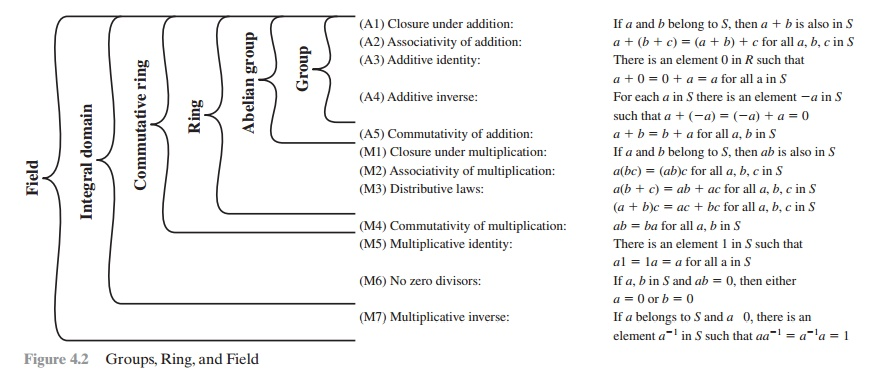 Field
Integral domain
Commutative ring
Ring
Abelian group
Group
(A1) Closure under addition: If a and b belong to S, then a + b is also in S
(A2) Associativity of addition: a + (b + c) = (a + b) + c for all a, b, c in S
(A3) Additive identity: There is an element 0 in R such that
a + 0 = 0 + a = a for all a in S
(A4) Additive inverse: For each a in S there is an element −a in S
such that a + (−a) = (−a) + a = 0
(A5) Commutativity of addition: a + b = b + a for all a, b in S
(M1) Closure under multiplication: If a and b belong to S, then ab is also in S
(M2) Associativity of multiplication: a(bc) = (ab)c for all a, b, c in S
(M3) Distributive laws: a(b + c) = ab + ac for all a, b, c in S
(a + b)c = ac + bc for all a, b, c in S
(M4) Commutativity of multiplication: ab = ba for all a, b in S
(M5) Multiplicative identity: There is an element 1 in S such that
a1 = 1a = a for all a in S
(M6) No zero divisors: If a, b in S and ab = 0, then either
a = 0 or b = 0
(M7) Multiplicative inverse: If a belongs to S and a 0, there is an
element a⁻¹ in S such that aa⁻¹ = a⁻¹a = 1
Figure 4.2 Groups, Ring, and Field